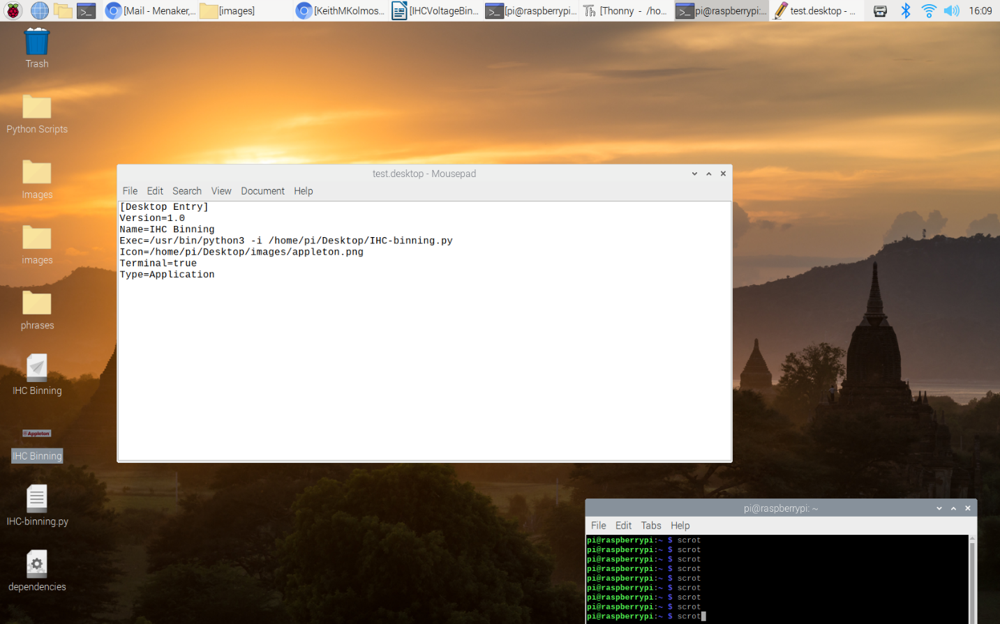 [Mail - Menaker,... [images] [KeithMKolmos... [IHCVoltageBin... [pi@raspberrypi... Th [Thonny - /ho... pi@raspberrypi:... test.desktop - ... 16:09
Trash
Python Scripts
Images
images
phrases
IHC Binning
Appleton
IHC Binning
IHC-binning.py
dependencies
test.desktop - Mousepad
File Edit Search View Document Help
[Desktop Entry]
Version=1.0
Name=IHC Binning
Exec=/usr/bin/python3 -i /home/pi/Desktop/IHC-binning.py
Icon=/home/pi/Desktop/images/appleton.png
Terminal=true
Type=Application
pi@raspberrypi: ~
File Edit Tabs Help
pi@raspberrypi:~ $ scrot
pi@raspberrypi:~ $ scrot
pi@raspberrypi:~ $ scrot
pi@raspberrypi:~ $ scrot
pi@raspberrypi:~ $ scrot
pi@raspberrypi:~ $ scrot
pi@raspberrypi:~ $ scrot
pi@raspberrypi:~ $ scrot
pi@raspberrypi:~ $ scrot